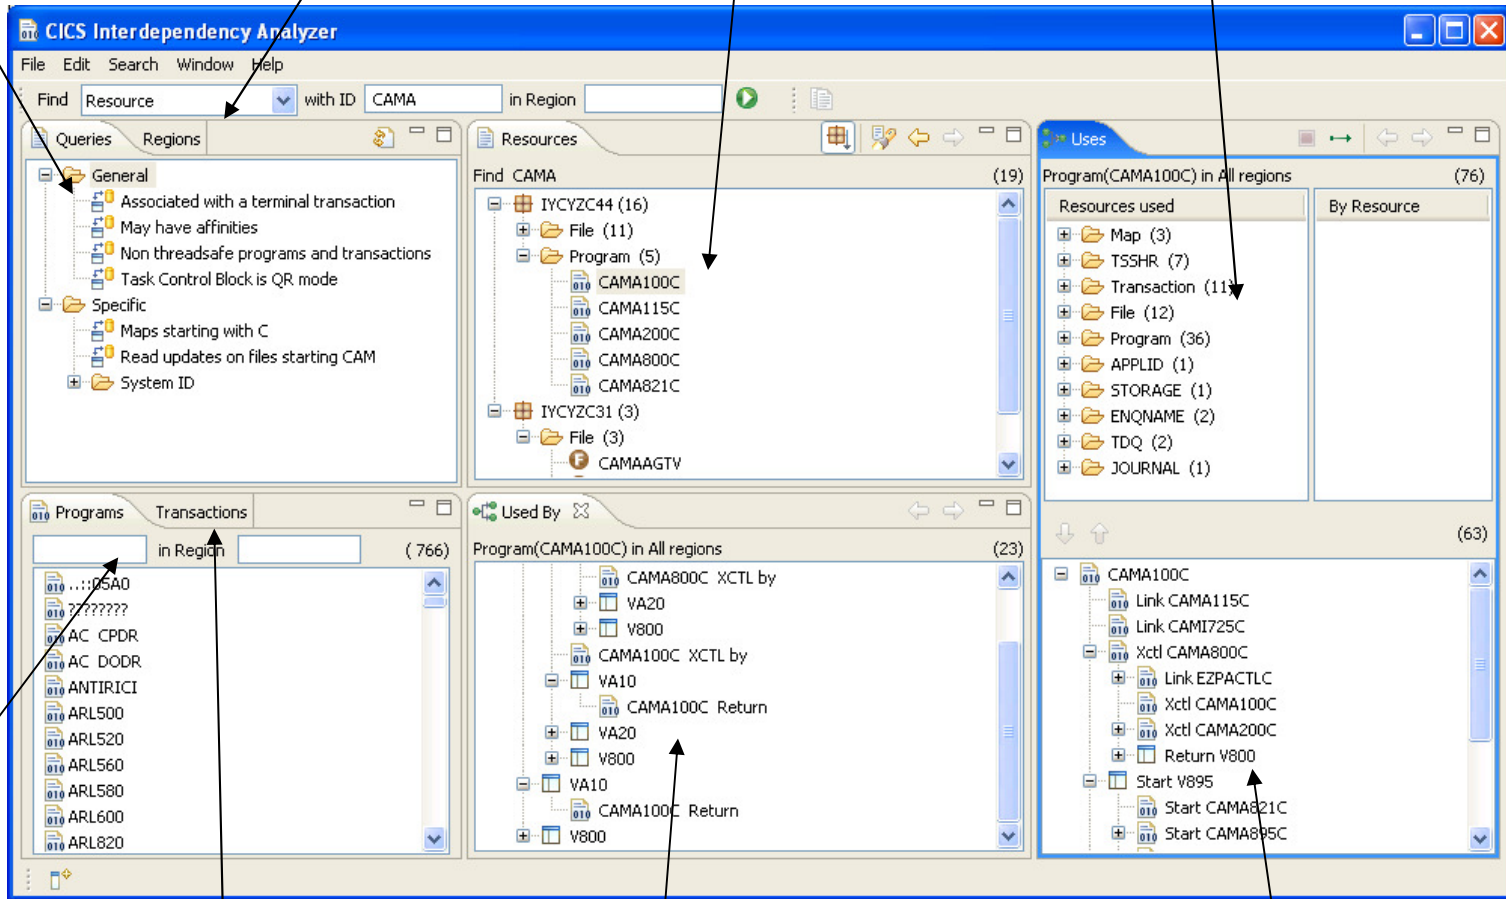 CICS Interdependency Analyzer
File Edit Search Window Help
Find Resource with ID CAMA in Region
Queries Regions
General
Associated with a terminal transaction
May have affinities
Non threadsafe programs and transactions
Task Control Block is QR mode
Specific
Maps starting with C
Read updates on files starting CAM
System ID
Resources
Find CAMA (19)
IYCYZC44 (16)
File (11)
Program (5)
CAMA100C
CAMA115C
CAMA200C
CAMA800C
CAMA821C
IYCYZC31 (3)
File (3)
CAMAAGTV
Uses
Program(CAMA100C) in All regions (76)
Resources used By Resource
Map (3)
TSSHR (7)
Transaction (11)
File (12)
Program (36)
APPLID (1)
STORAGE (1)
ENQNAME (2)
TDQ (2)
JOURNAL (1)
(63)
CAMA100C
Link CAMA115C
Link CAMI725C
Xctl CAMA800C
Link EZPACTLC
Xctl CAMA100C
Xctl CAMA200C
Return V800
Start V895
Start CAMA821C
Start CAMA895C
Programs Transactions
in Region (766)
..::05A0
????????
AC CPDR
AC DODR
ANTIRICI
ARL500
ARL520
ARL560
ARL580
ARL600
ARL820
Used By
Program(CAMA100C) in All regions (23)
CAMA800C XCTL by
VA20
V800
CAMA100C XCTL by
VA10
CAMA100C Return
VA20
V800
VA10
CAMA100C Return
V800